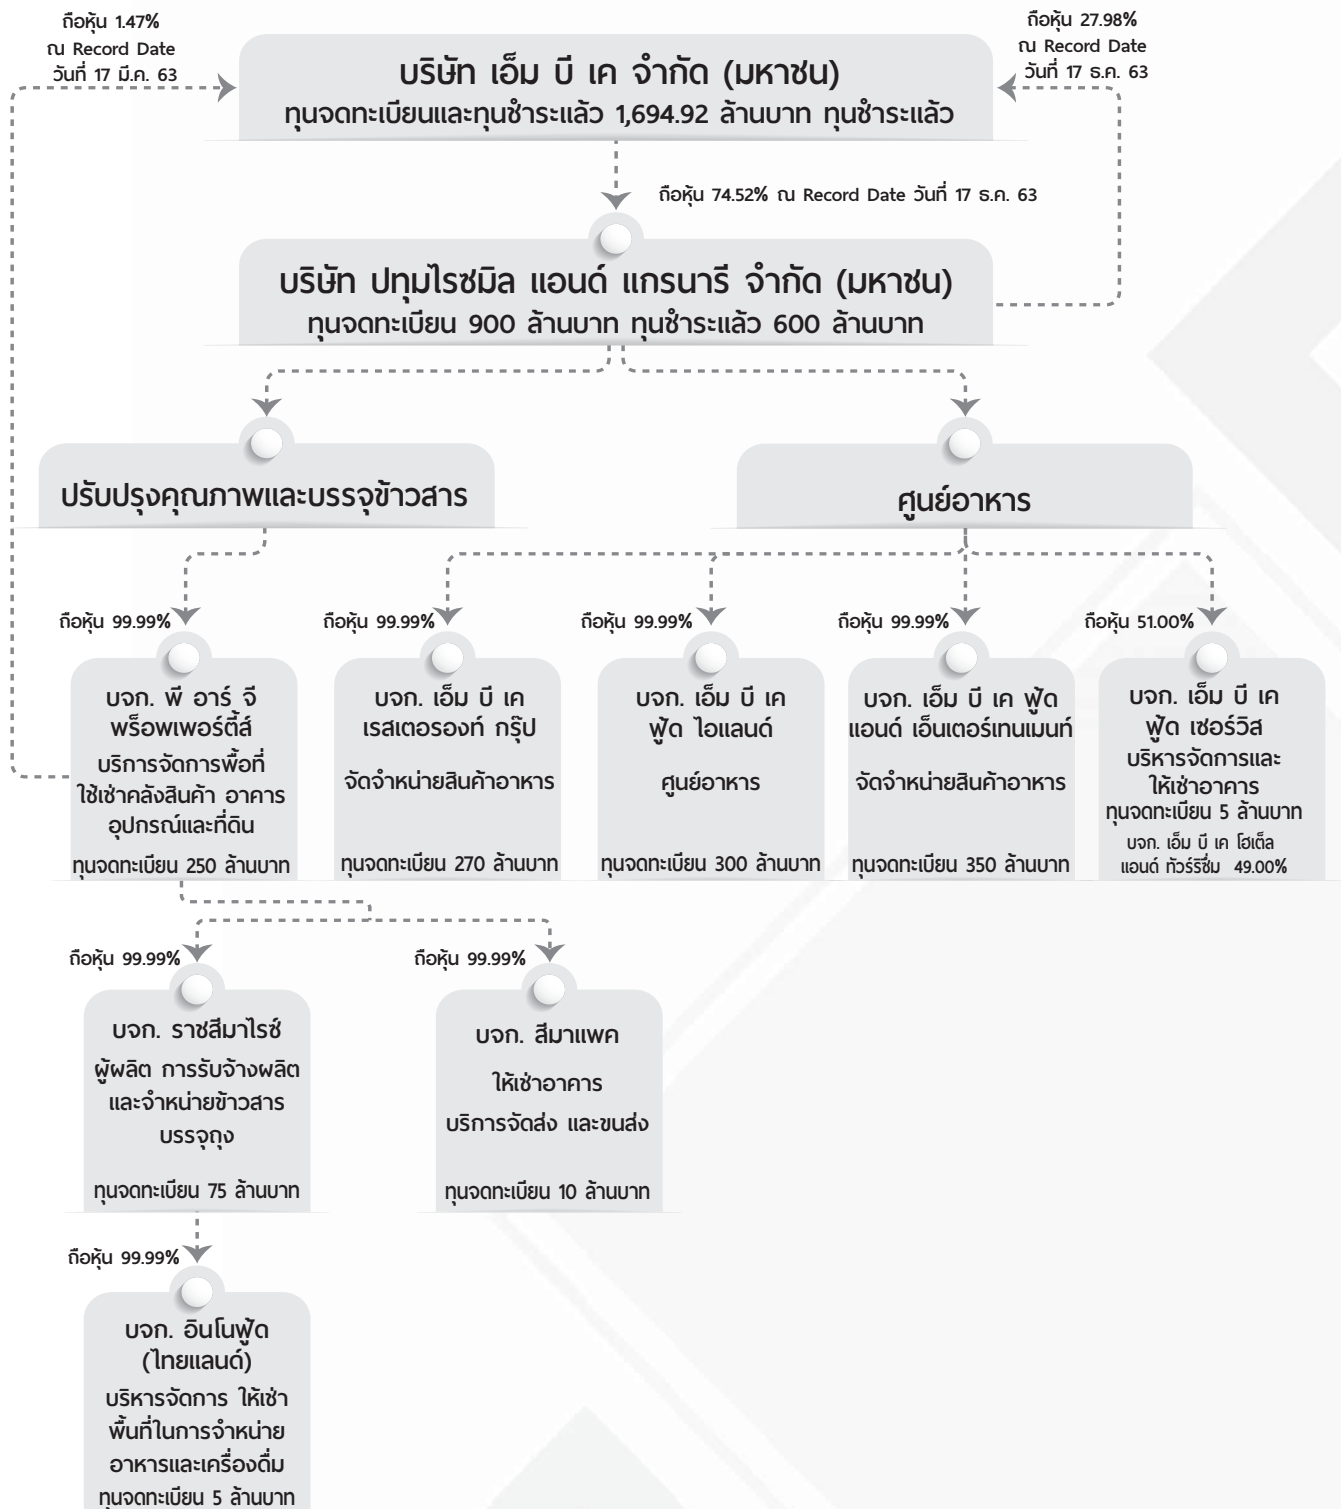 ถือหุ้น 1.47%
ณ Record Date
วันที่ 17 มี.ค. 63
ถือหุ้น 27.98%
ณ Record Date
วันที่ 17 ธ.ค. 63
บริษัท เอ็ม บี เค จำกัด (มหาชน)
ทุนจดทะเบียนและทุนชำระแล้ว 1,694.92 ล้านบาท ทุนชำระแล้ว
ถือหุ้น 74.52% ณ Record Date วันที่ 17 ธ.ค. 63
บริษัท ปทุมไรซมิล แอนด์ แกรนารี จำกัด (มหาชน)
ทุนจดทะเบียน 900 ล้านบาท ทุนชำระแล้ว 600 ล้านบาท
ปรับปรุงคุณภาพและบรรจุข้าวสาร
ศูนย์อาหาร
ถือหุ้น 99.99%
บจก. พี อาร์ จี
พร็อพเพอร์ตี้ส์
บริการจัดการพื้อที่
ใช้เช่าคลังสินค้า อาคาร
อุปกรณ์และที่ดิน
ทุนจดทะเบียน 250 ล้านบาท
ถือหุ้น 99.99%
บจก. เอ็ม บี เค
เรสเตอรองท์ กรุ๊ป
จัดจำหน่ายสินค้าอาหาร
ทุนจดทะเบียน 270 ล้านบาท
ถือหุ้น 99.99%
บจก. เอ็ม บี เค
ฟู้ด ไอแลนด์
ศูนย์อาหาร
ทุนจดทะเบียน 300 ล้านบาท
ถือหุ้น 99.99%
บจก. เอ็ม บี เค ฟู้ด
แอนด์ เอ็นเตอร์เทนเมนท์
จัดจำหน่ายสินค้าอาหาร
ทุนจดทะเบียน 350 ล้านบาท
ถือหุ้น 51.00%
บจก. เอ็ม บี เค
ฟู้ด เซอร์วิส
บริหารจัดการและ
ให้เช่าอาคาร
ทุนจดทะเบียน 5 ล้านบาท
บจก. เอ็ม บี เค โฮเต็ล
แอนด์ ทัวร์ริซึ่ม 49.00%
ถือหุ้น 99.99%
บจก. ราชสีมาไรซ์
ผู้ผลิต การรับจ้างผลิต
และจำหน่ายข้าวสาร
บรรจุถุง
ทุนจดทะเบียน 75 ล้านบาท
ถือหุ้น 99.99%
บจก. สีมาแพค
ให้เช่าอาคาร
บริการจัดส่ง และขนส่ง
ทุนจดทะเบียน 10 ล้านบาท
ถือหุ้น 99.99%
บจก. อินโนฟู้ด
(ไทยแลนด์)
บริหารจัดการ ให้เช่า
พื้นที่ในการจำหน่าย
อาหารและเครื่องดื่ม
ทุนจดทะเบียน 5 ล้านบาท